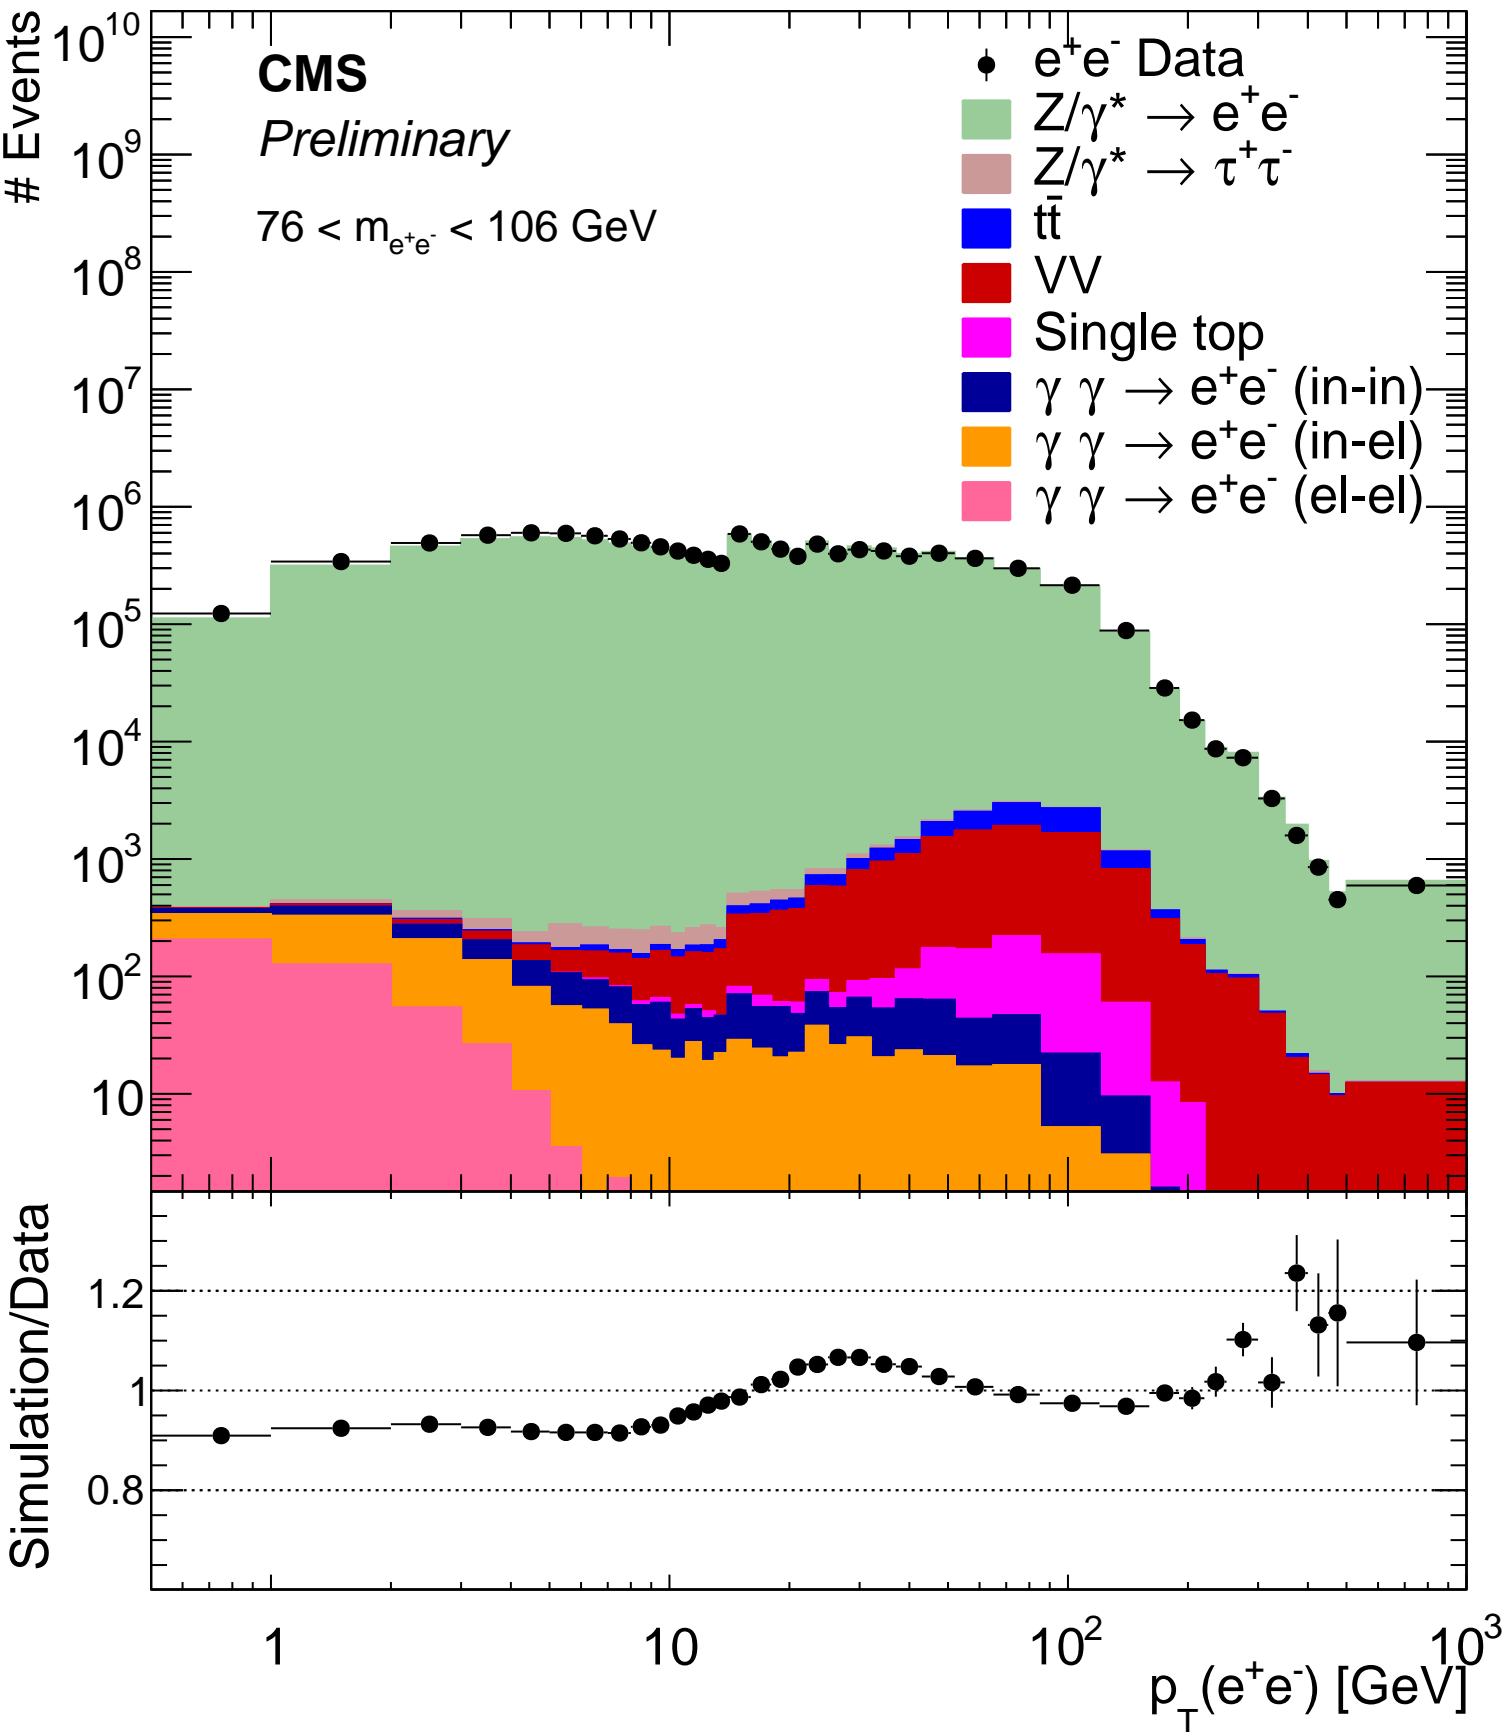 # Events
10¹⁰
10⁹
10⁸
10⁷
10⁶
10⁵
10⁴
10³
10²
10
CMS
Preliminary
76 < m_{e⁺e⁻} < 106 GeV
e⁺e⁻ Data
Z/γ* → e⁺e⁻
Z/γ* → τ⁺τ⁻
tt̄
VV
Single top
γ γ → e⁺e⁻ (in-in)
γ γ → e⁺e⁻ (in-el)
γ γ → e⁺e⁻ (el-el)
Simulation/Data
1.2
1
0.8
1 10 10² 10³
p_T(e⁺e⁻) [GeV]